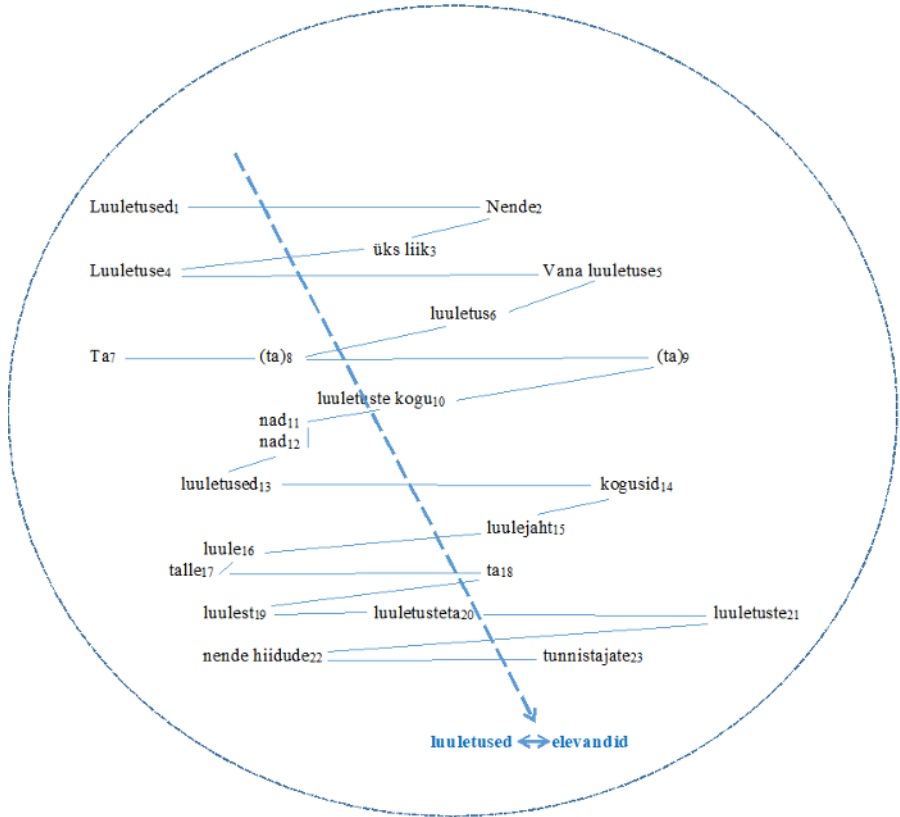 Luuletused1 Nende2
üks liik3
Luuletuse4 Vana luuletuse5
luuletus6
Ta7 (ta)8 (ta)9
luuletuste kogu10
nad11
nad12
luuletused13 kogusid14
luulejaht15
luule16
talle17 ta18
luulest19 luuletusteta20 luuletuste21
nende hiidude22 tunnistajate23
luuletused elevandid